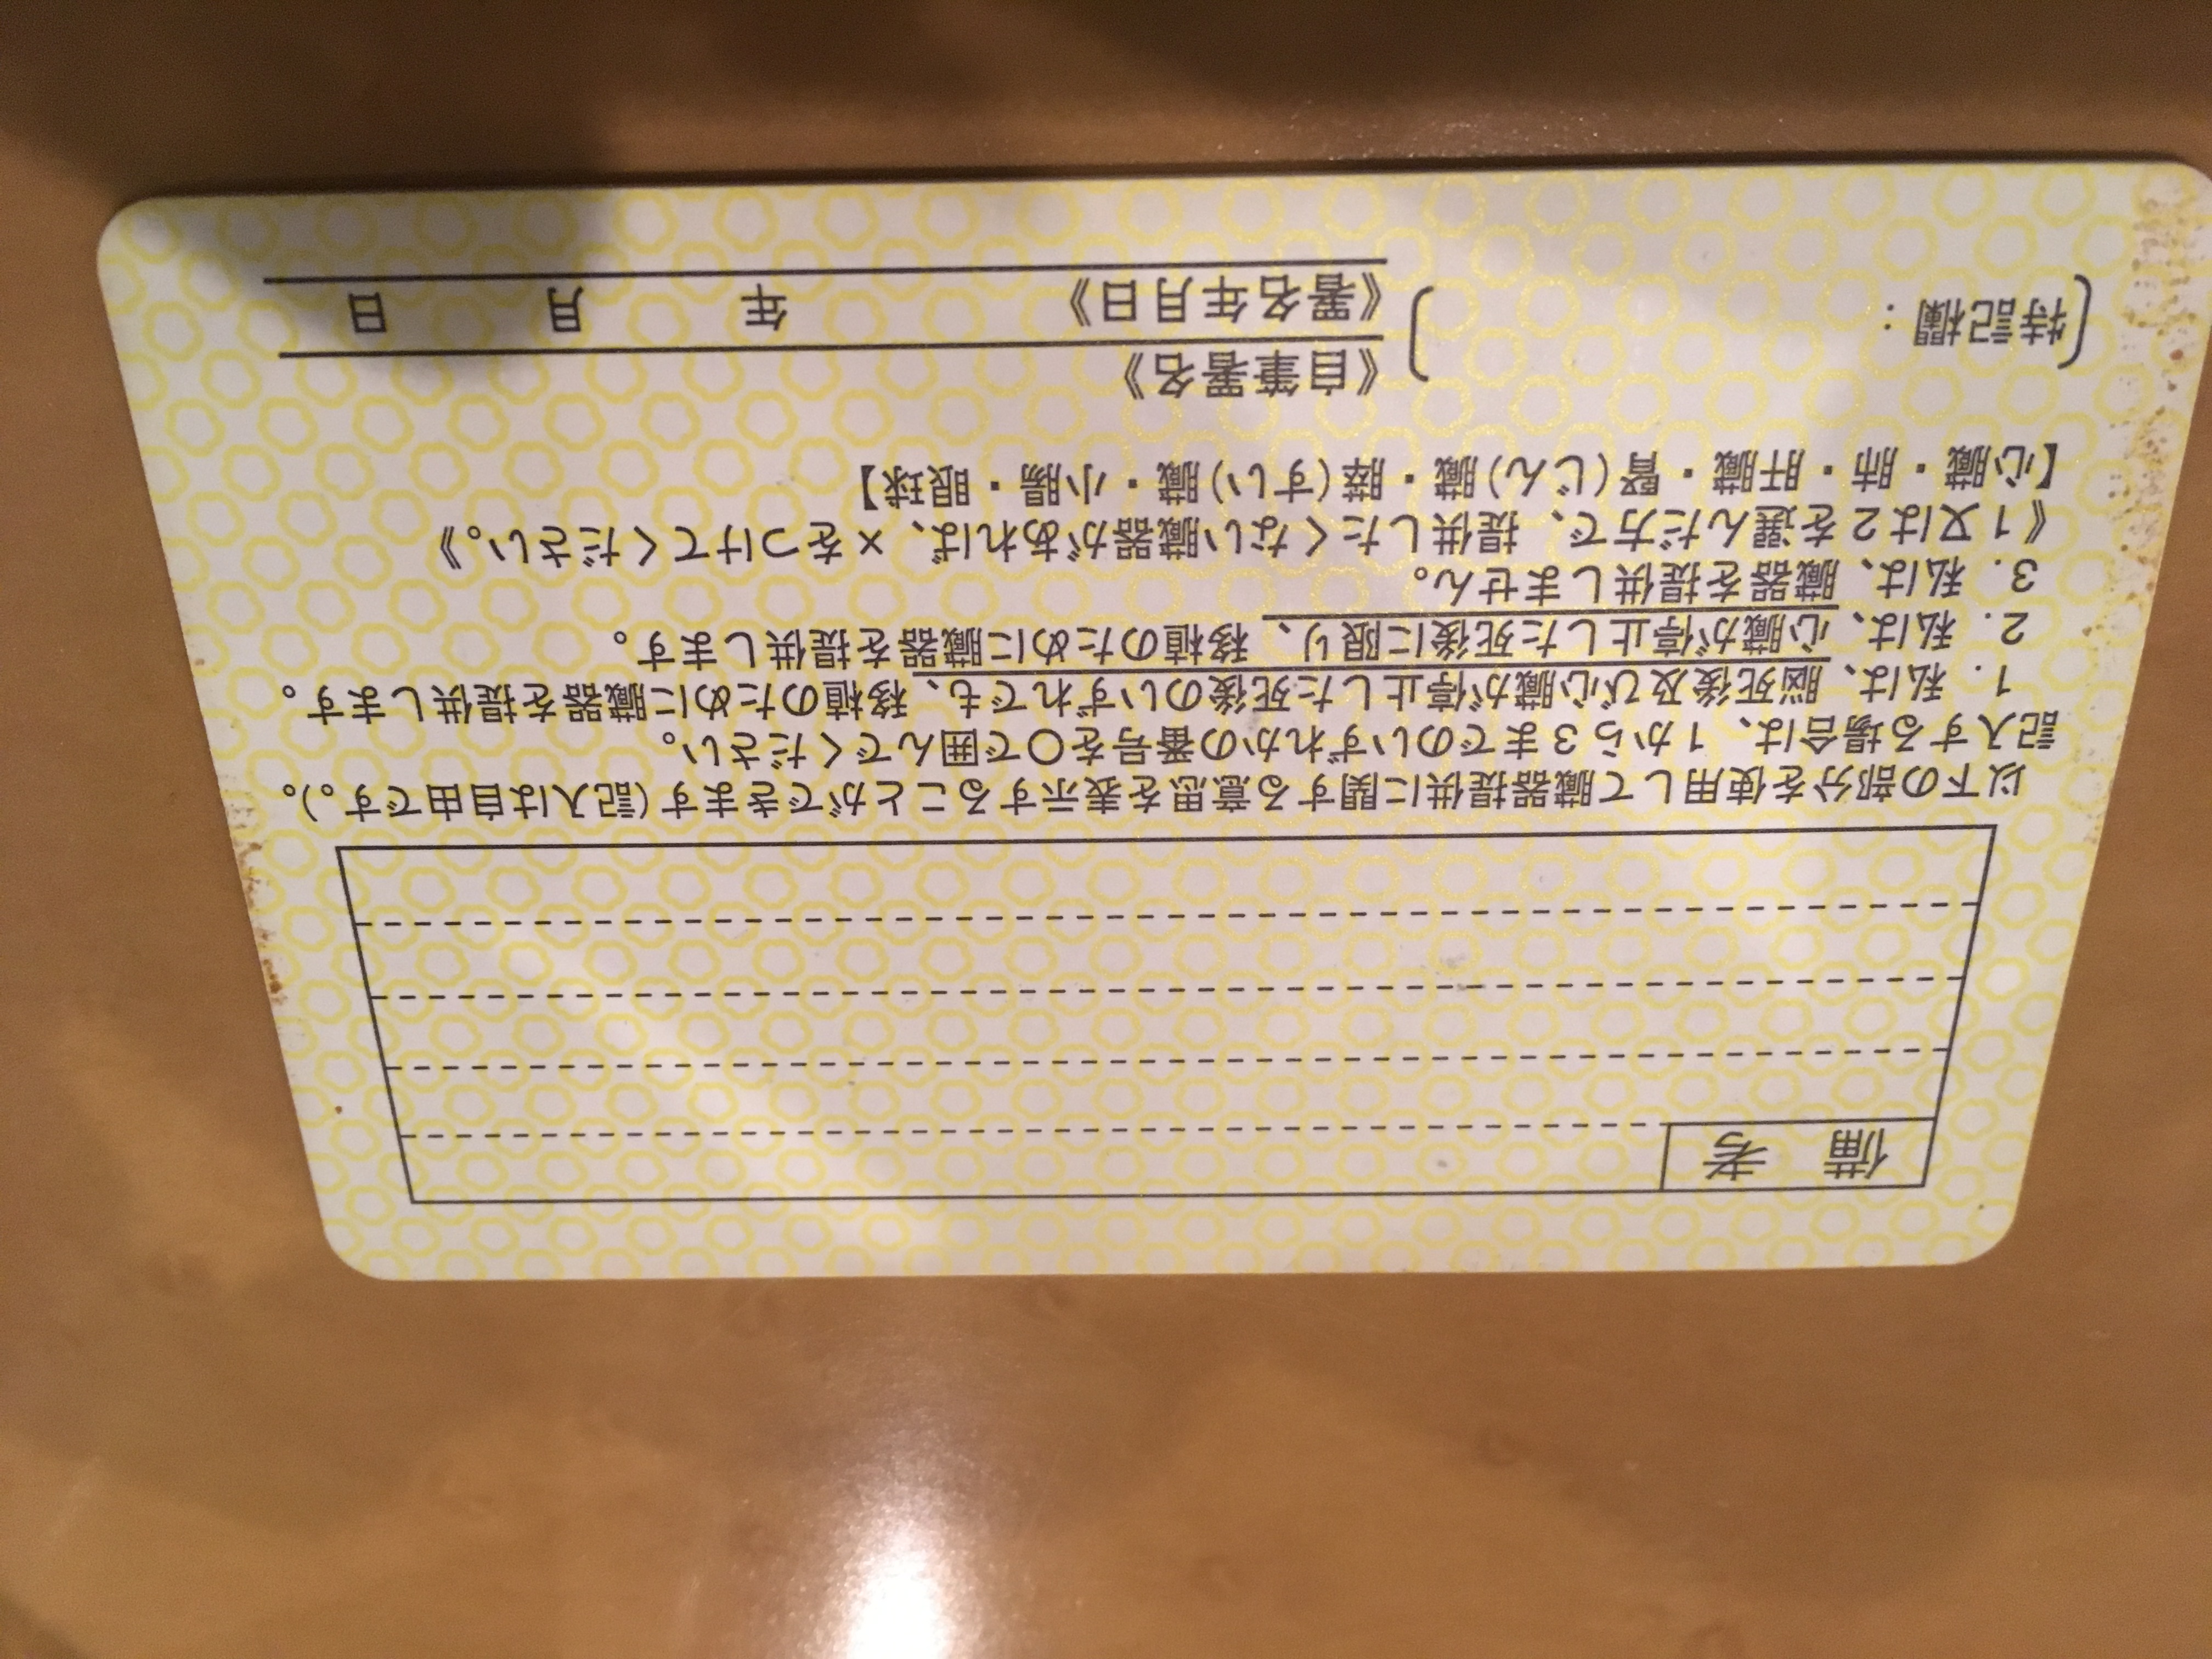 備 考
以下の部分を使用して臓器提供に関する意思を表示することができます(記入は自由です。)。
記入する場合は、1から3までのいずれかの番号を〇で囲んでください。
1. 私は、脳死後及び心臓が停止した死後のいずれでも、移植のために臓器を提供します。
2. 私は、心臓が停止した死後に限り、移植のために臓器を提供します。
3. 私は、臓器を提供しません。
《1又は2を選んだ方で、提供したくない臓器があれば、×をつけてください。》
【心臓・肺・肝臓・腎(じん)臓・膵(すい)臓・小腸・眼球】
〔特記欄: 〕
《自筆署名》
《署名年月日》 年 月 日